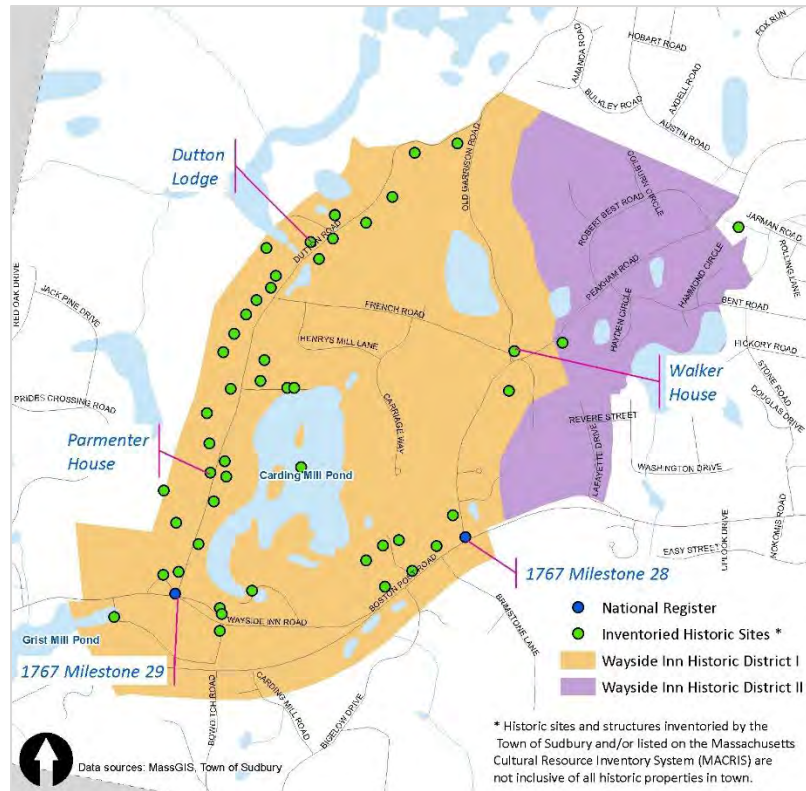 HOBART ROAD
FOX RUN
AMANDA ROAD
BULKLEY ROAD
AXDELL ROAD
AUSTIN ROAD
Dutton
Lodge
OLD GARRISON ROAD
COLBURN CIRCLE
ROBERT BEST ROAD
DUTTON ROAD
PEAKHAM ROAD
JARMAN ROAD
ROLLING LANE
HAMMOND CIRCLE
RED OAK DRIVE
JACK PINE DRIVE
FRENCH ROAD
HENRYS MILL LANE
HAYDEN CIRCLE
BENT ROAD
HICKORY ROAD
STONE ROAD
DOUGLAS DRIVE
Walker
House
PRIDES CROSSING ROAD
CARRIAGE WAY
REVERE STREET
LAFAYETTE DRIVE
WASHINGTON DRIVE
Parmenter
House
Carding Mill Pond
EASY STREET
UPLOOK DRIVE
NOKOMIS ROAD
BOSTON POST ROAD
BRIMSTONE LANE
1767 Milestone 28
WAYSIDE INN ROAD
Grist Mill Pond
1767 Milestone 29
BOWDITCH ROAD
CARDING MILL ROAD
BIGELOW DRIVE
National Register
Inventoried Historic Sites *
Wayside Inn Historic District I
Wayside Inn Historic District II
* Historic sites and structures inventoried by the
Town of Sudbury and/or listed on the Massachusetts
Cultural Resource Inventory System (MACRIS) are
not inclusive of all historic properties in town.
Data sources: MassGIS, Town of Sudbury